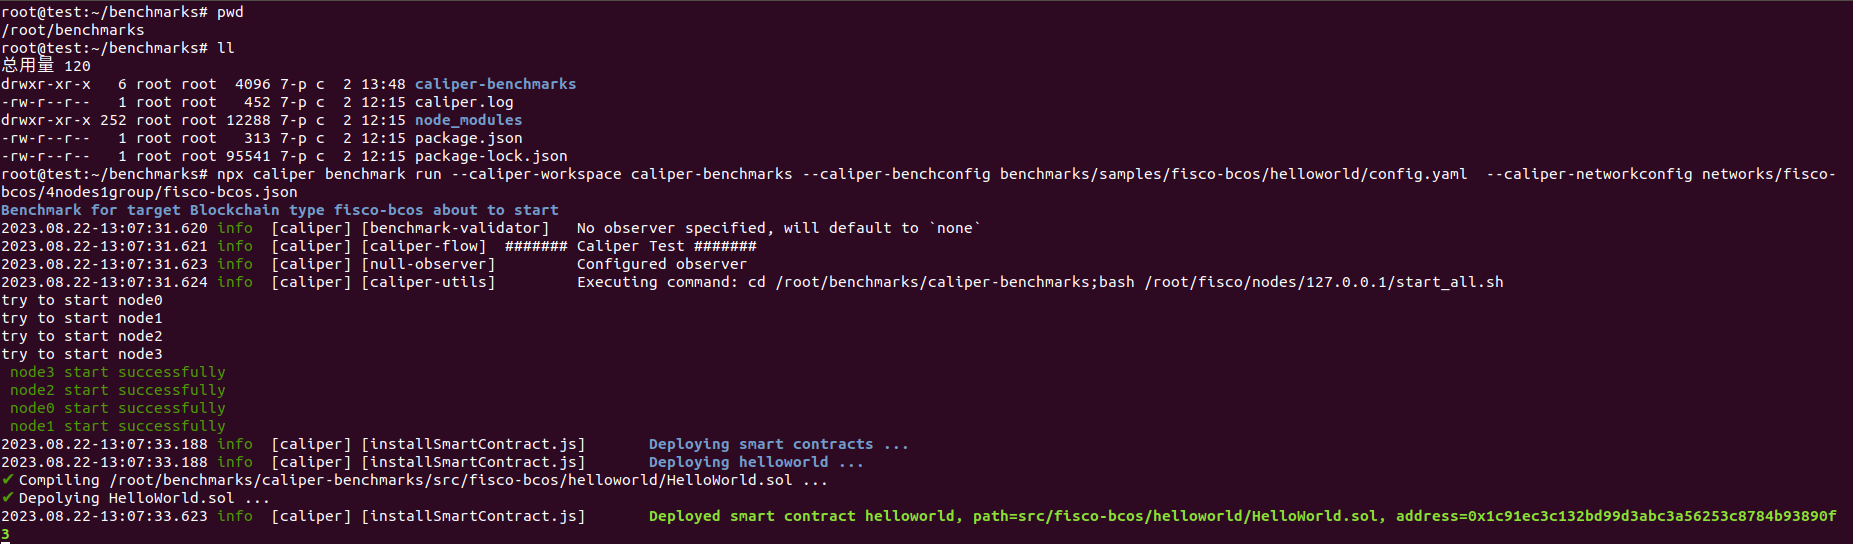 root@test:~/benchmarks# pwd
/root/benchmarks
root@test:~/benchmarks# ll
总用量 120
drwxr-xr-x   6 root root  4096 7-р с  2 13:48 caliper-benchmarks
-rw-r--r--   1 root root   452 7-р с  2 12:15 caliper.log
drwxr-xr-x 252 root root 12288 7-р с  2 12:15 node_modules
-rw-r--r--   1 root root   313 7-р с  2 12:15 package.json
-rw-r--r--   1 root root 95541 7-р с  2 12:15 package-lock.json
root@test:~/benchmarks# npx caliper benchmark run --caliper-workspace caliper-benchmarks --caliper-benchconfig benchmarks/samples/fisco-bcos/helloworld/config.yaml  --caliper-networkconfig networks/fisco-
bcos/4nodes1group/fisco-bcos.json
Benchmark for target Blockchain type fisco-bcos about to start
2023.08.22-13:07:31.620 info  [caliper] [benchmark-validator]   No observer specified, will default to `none`
2023.08.22-13:07:31.621 info  [caliper] [caliper-flow]  ####### Caliper Test #######
2023.08.22-13:07:31.623 info  [caliper] [null-observer]         Configured observer
2023.08.22-13:07:31.624 info  [caliper] [caliper-utils]         Executing command: cd /root/benchmarks/caliper-benchmarks;bash /root/fisco/nodes/127.0.0.1/start_all.sh
try to start node0
try to start node1
try to start node2
try to start node3
 node3 start successfully
 node2 start successfully
 node0 start successfully
 node1 start successfully
2023.08.22-13:07:33.188 info  [caliper] [installSmartContract.js]       Deploying smart contracts ...
2023.08.22-13:07:33.188 info  [caliper] [installSmartContract.js]       Deploying helloworld ...
✔ Compiling /root/benchmarks/caliper-benchmarks/src/fisco-bcos/helloworld/HelloWorld.sol ...
✔ Depolying HelloWorld.sol ...
2023.08.22-13:07:33.623 info  [caliper] [installSmartContract.js]       Deployed smart contract helloworld, path=src/fisco-bcos/helloworld/HelloWorld.sol, address=0x1c91ec3c132bd99d3abc3a56253c8784b93890f
3